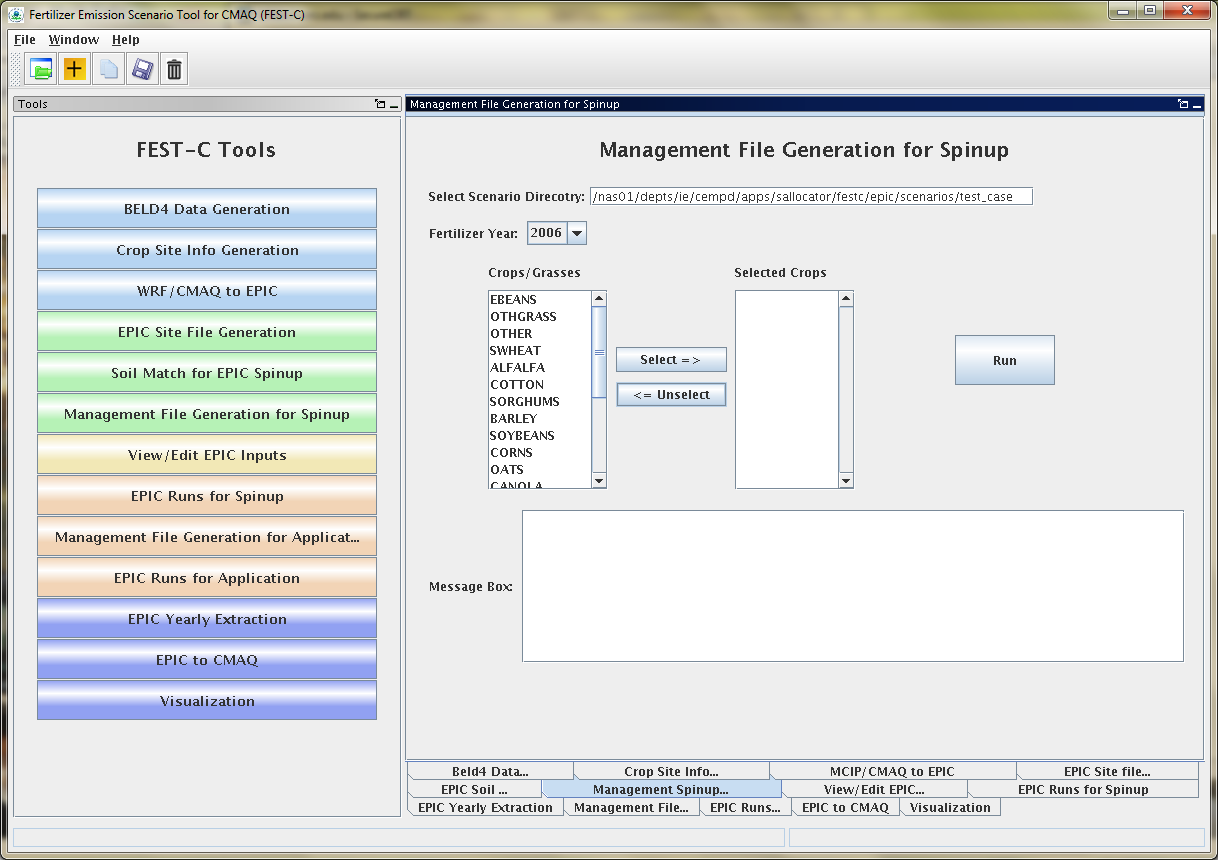 Fertilizer Emission Scenario Tool for CMAQ (FEST-C)
File Window Help
Tools
FEST-C Tools
BELD4 Data Generation
Crop Site Info Generation
WRF/CMAQ to EPIC
EPIC Site File Generation
Soil Match for EPIC Spinup
Management File Generation for Spinup
View/Edit EPIC Inputs
EPIC Runs for Spinup
Management File Generation for Applicat...
EPIC Runs for Application
EPIC Yearly Extraction
EPIC to CMAQ
Visualization
Management File Generation for Spinup
Management File Generation for Spinup
Select Scenario Direcotry: /nas01/depts/ie/cempd/apps/sallocator/festc/epic/scenarios/test_case
Fertilizer Year: 2006
Crops/Grasses
EBEANS
OTHGRASS
OTHER
SWHEAT
ALFALFA
COTTON
SORGHUMS
BARLEY
SOYBEANS
CORNS
OATS
CANOLA
Select =>
<= Unselect
Selected Crops
Run
Message Box:
Beld4 Data... Crop Site Info... MCIP/CMAQ to EPIC EPIC Site file...
EPIC Soil ... Management Spinup... View/Edit EPIC... EPIC Runs for Spinup
EPIC Yearly Extraction Management File... EPIC Runs... EPIC to CMAQ Visualization